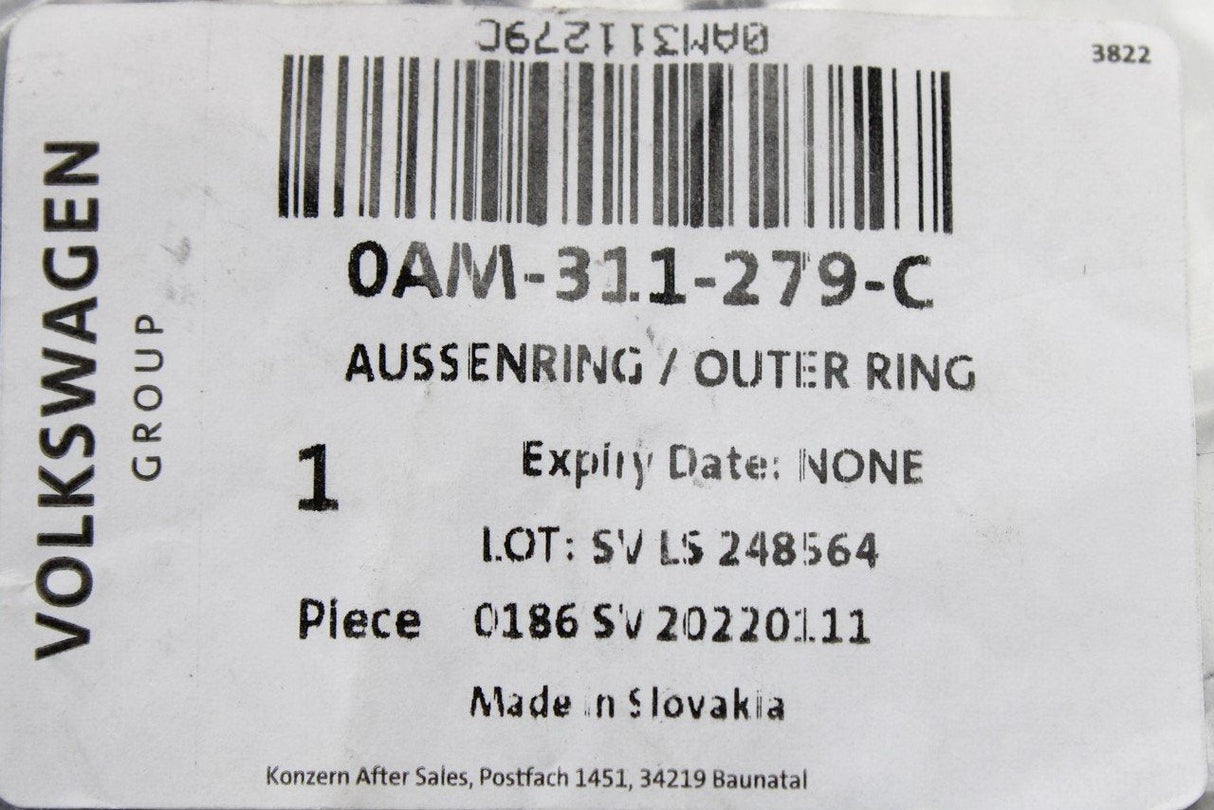 0AM311279C
3822
VOLKSWAGEN
GROUP
0AM-311-279-C
AUSSENRING / OUTER RING
1
Expiry Date: NONE
LOT: SV LS 248564
Piece
0186 SV 20220111
Made in Slovakia
Konzern After Sales, Postfach 1451, 34219 Baunatal